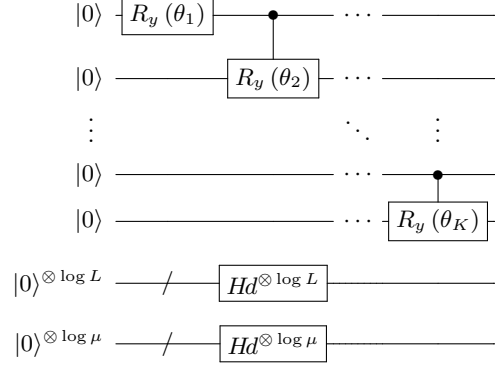 |0⟩ R_y (θ_1) ···
|0⟩ R_y (θ_2) ···
⋮ ⋱ ⋮
|0⟩ ···
|0⟩ ··· R_y (θ_K)
|0⟩^{⊗ log L} Hd^{⊗ log L}
|0⟩^{⊗ log μ} Hd^{⊗ log μ}